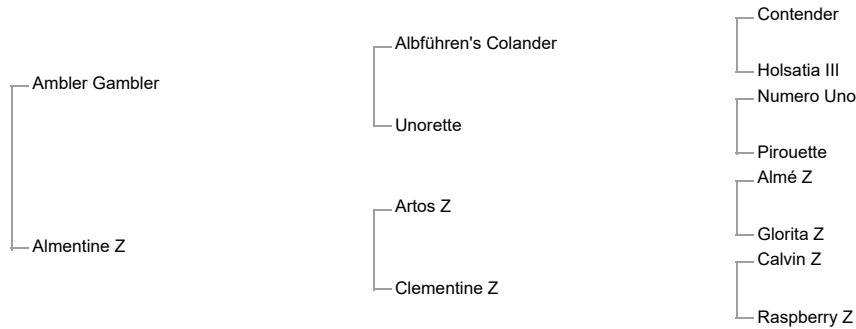 Contender
Albführen's Colander
Holsatia III
Ambler Gambler
Numero Uno
Unorette
Pirouette
Almé Z
Artos Z
Glorita Z
Almentine Z
Calvin Z
Clementine Z
Raspberry Z